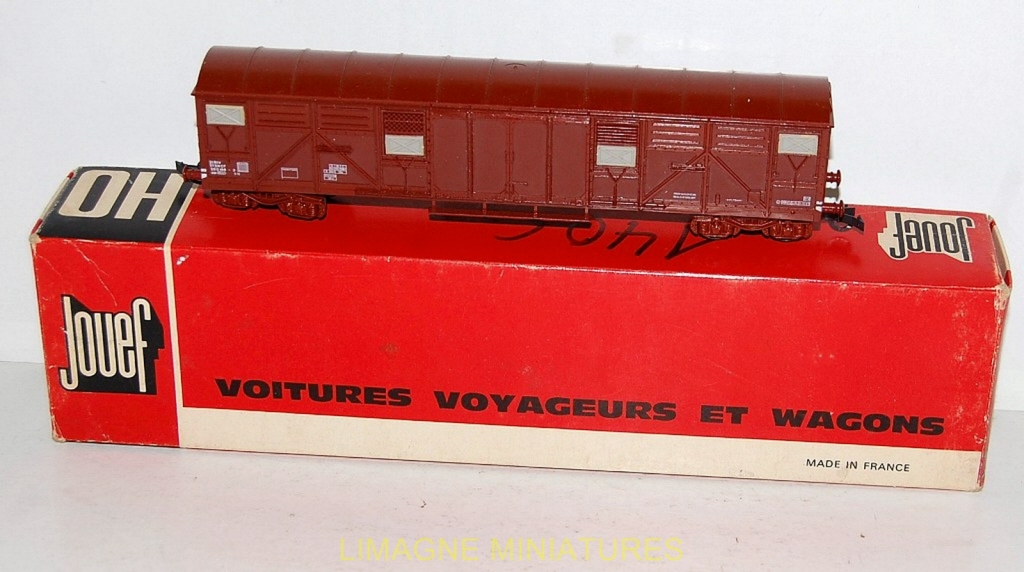 HO
Jouef
Jouef
VOITURES VOYAGEURS ET WAGONS
MADE IN FRANCE
LIMAGNE MINIATURES